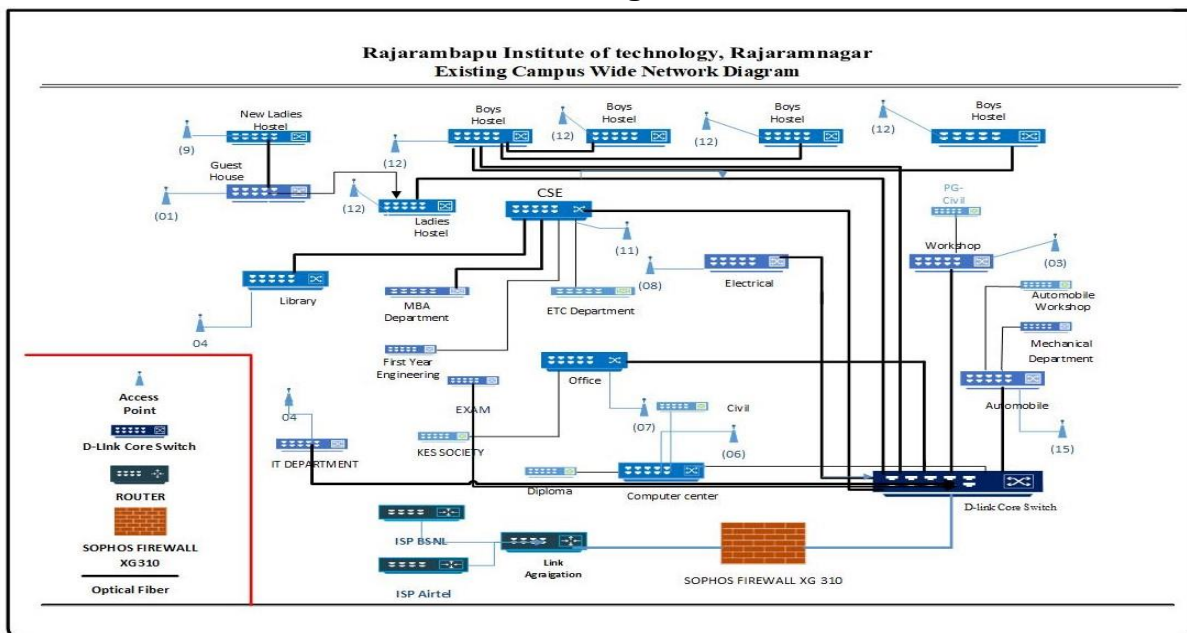 Rajarambapu Institute of technology, Rajaramnagar
Existing Campus Wide Network Diagram
New Ladies
Hostel
(9)
Guest
House
(01)
Boys
Hostel
(12)
Boys
Hostel
(12)
Boys
Hostel
(12)
Boys
Hostel
(12)
(12)
Ladies
Hostel
CSE
(11)
PG-
Civil
Workshop
(03)
Library
04
MBA
Department
ETC Department
(08)
Electrical
Automobile
Workshop
Mechanical
Department
First Year
Engineering
Office
(07)
Automobile
(15)
EXAM
KES SOCIETY
Civil
(06)
04
IT DEPARTMENT
Diploma
Computer center
D-link Core Switch
ISP BSNL
ISP Airtel
Link
Agraigation
SOPHOS FIREWALL XG 310
Access
Point
D-LInk Core Switch
ROUTER
SOPHOS FIREWALL
XG 310
Optical Fiber